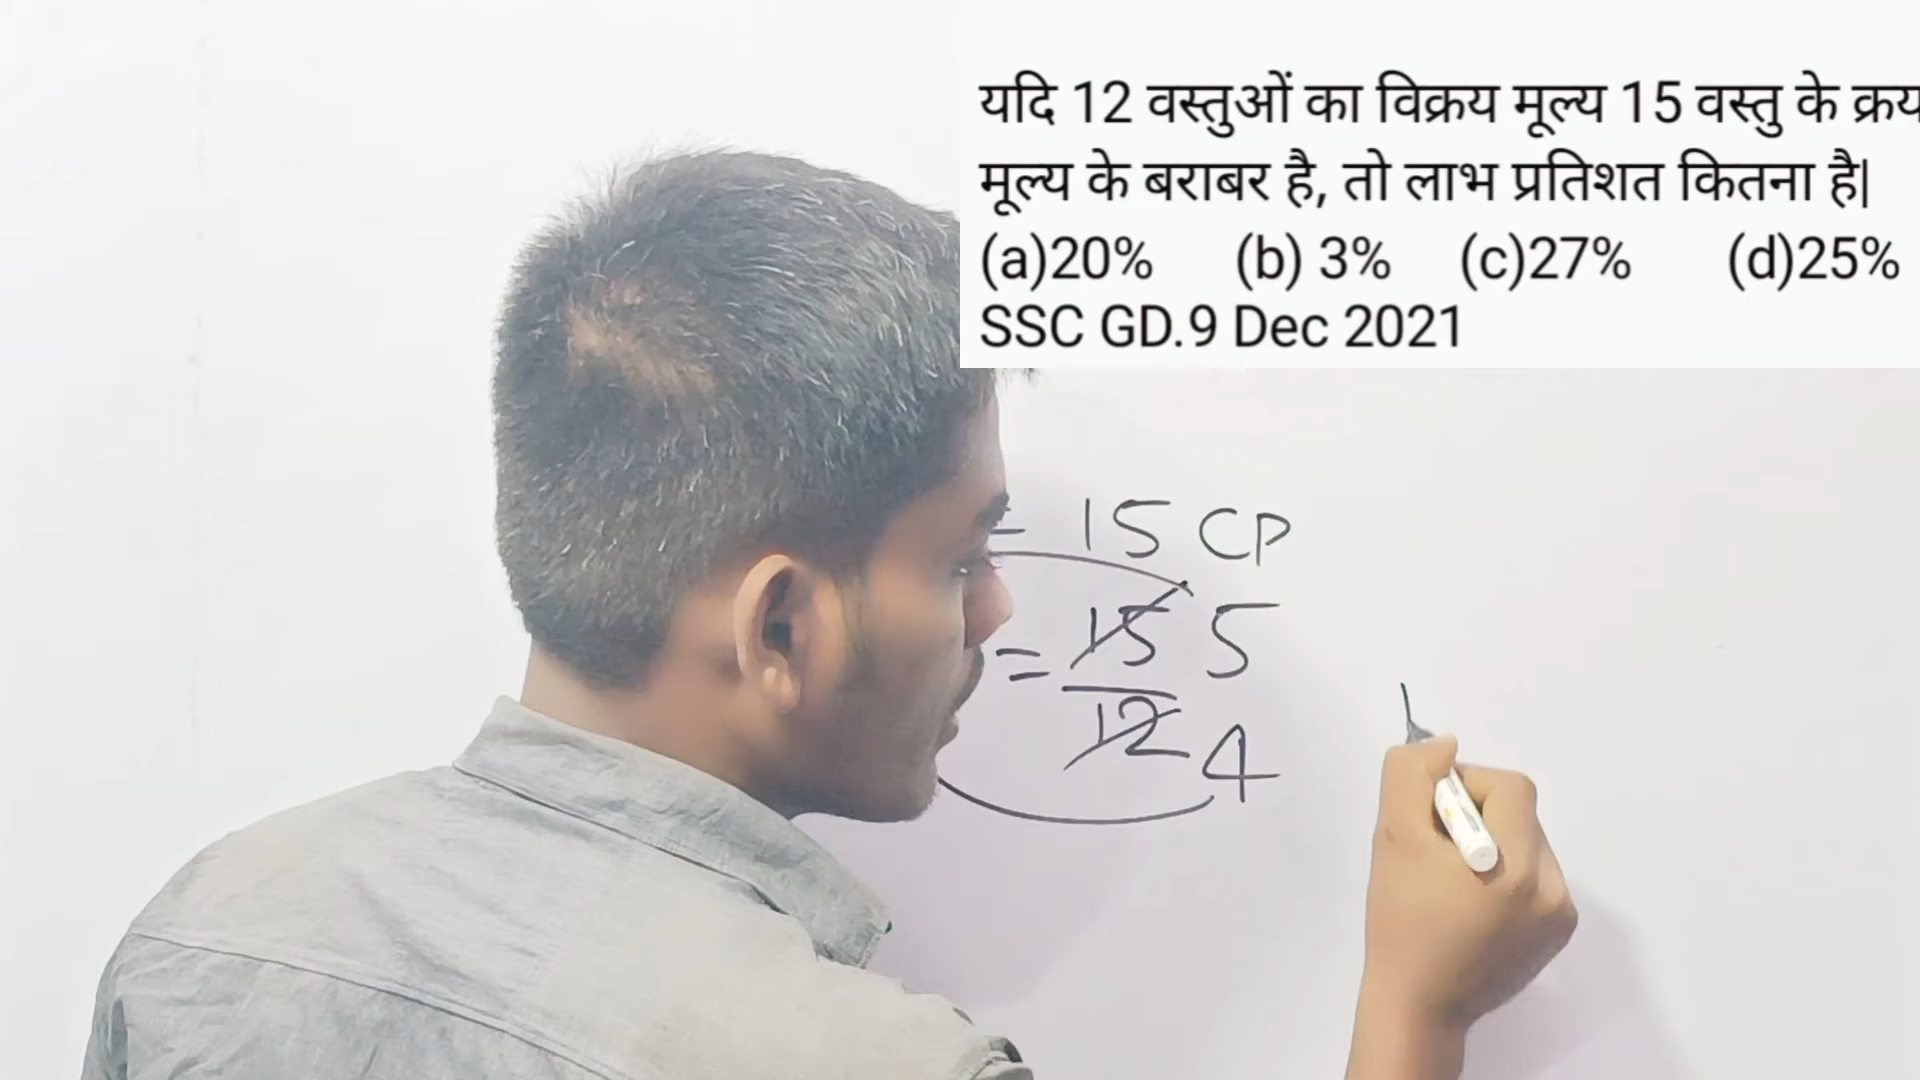 यदि 12 वस्तुओं का विक्रय मूल्य 15 वस्तु के क्रय
मूल्य के बराबर है, तो लाभ प्रतिशत कितना है|
(a)20% (b) 3% (c)27% (d)25%
SSC GD.9 Dec 2021
= 15 CP
= 15 5
12 4